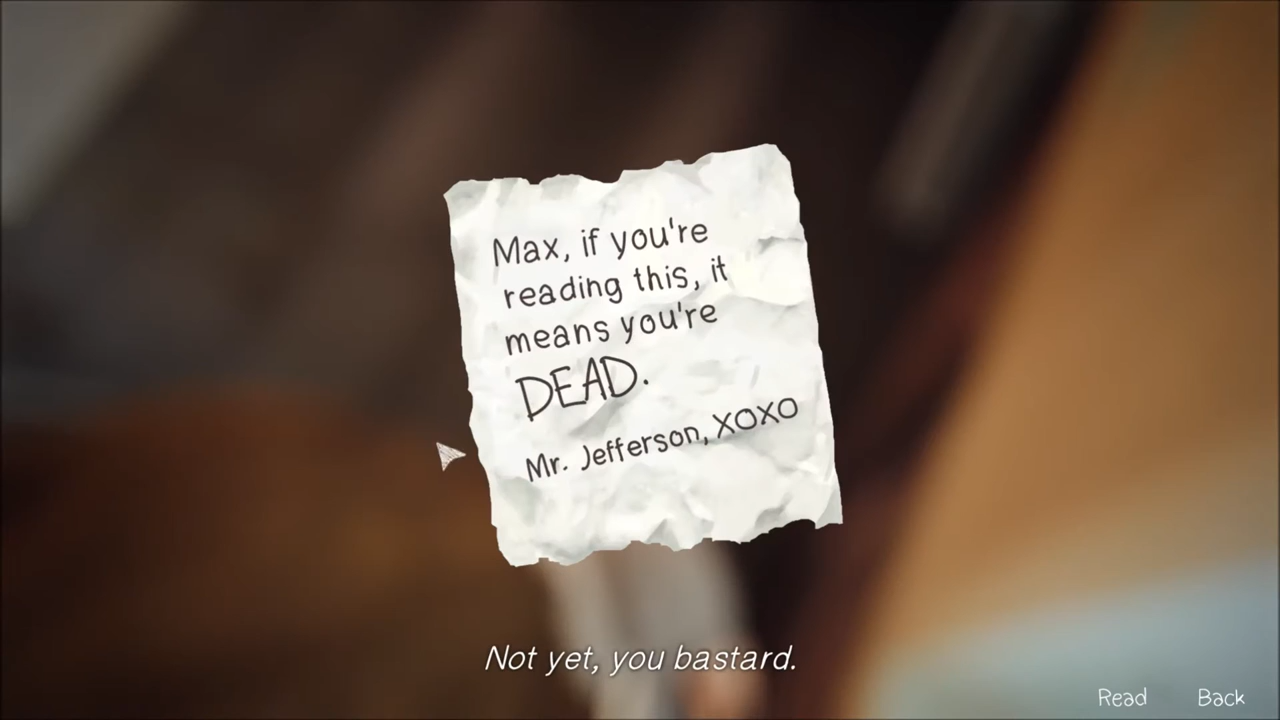 Max, if you're
reading this, it
means you're
DEAD.
Mr. Jefferson, XOXO
Not yet, you bastard.
Read Back